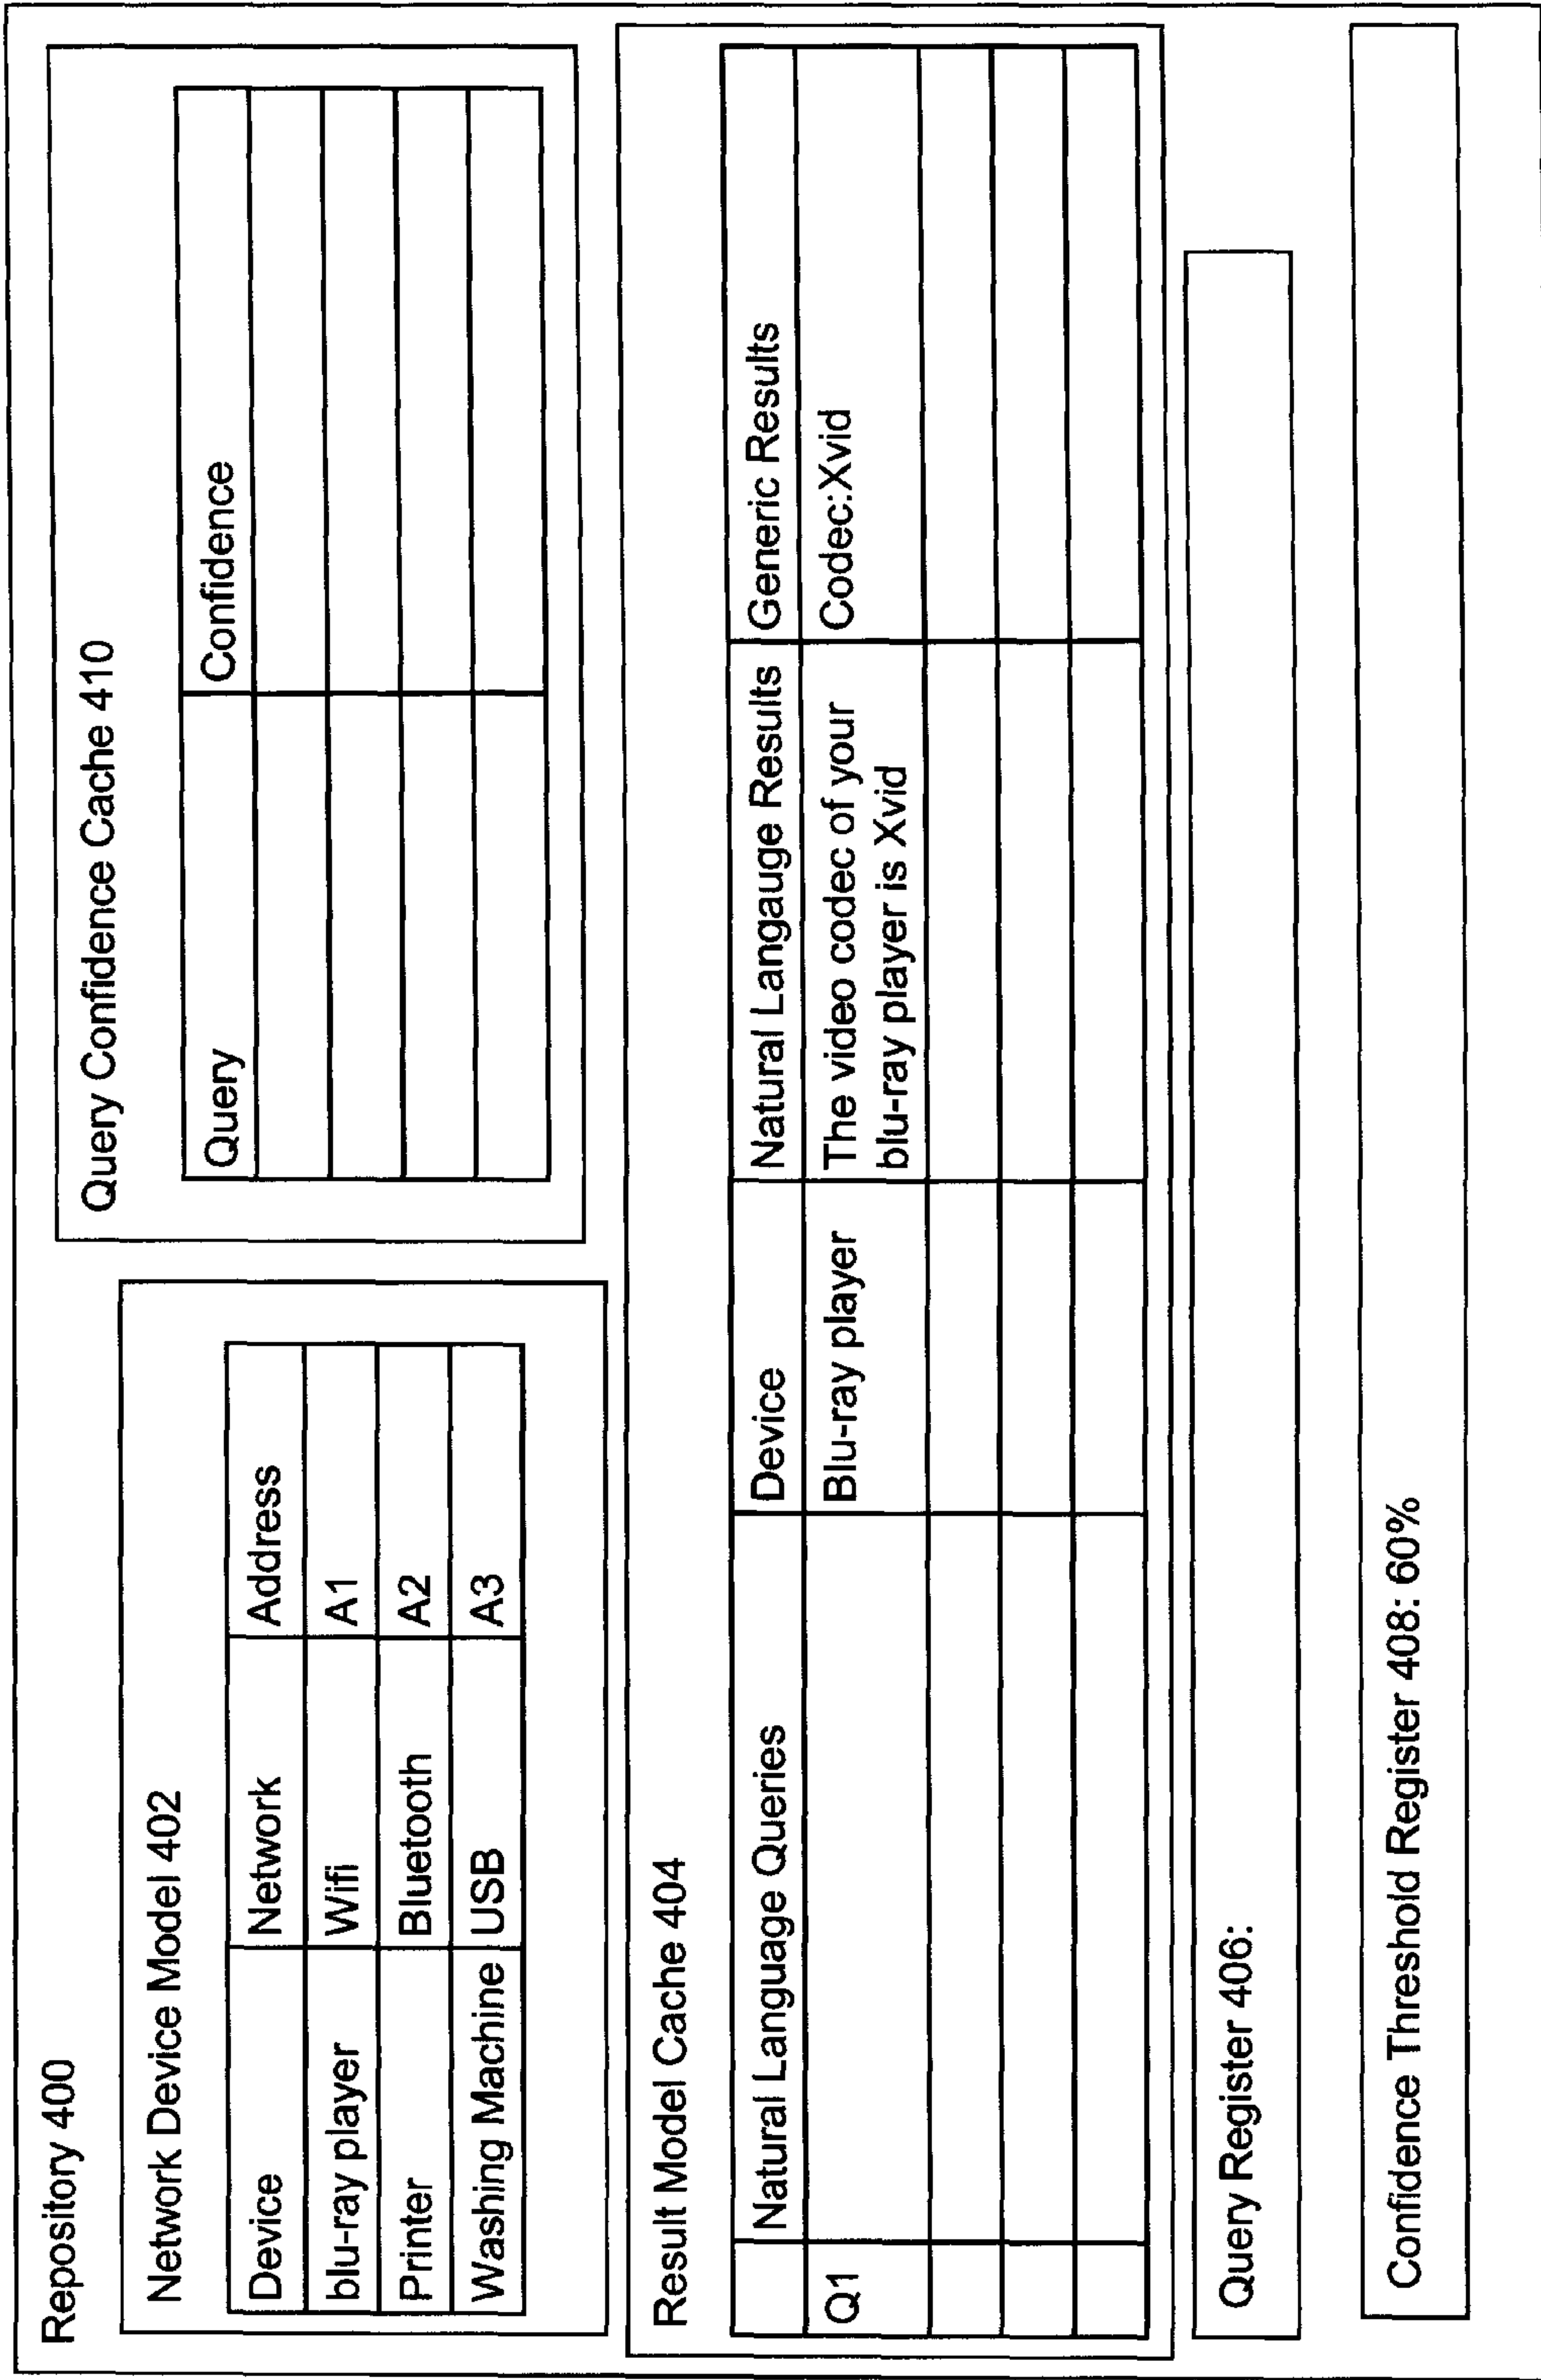 Repository 400
Network Device Model 402
Device Network Address
blu-ray player Wifi A1
Printer Bluetooth A2
Washing Machine USB A3
Query Confidence Cache 410
Query Confidence
Result Model Cache 404
Natural Language Queries Device Natural Langauge Results Generic Results
Q1 Blu-ray player The video codec of your Codec:Xvid
blu-ray player is Xvid
Query Register 406:
Confidence Threshold Register 408: 60%